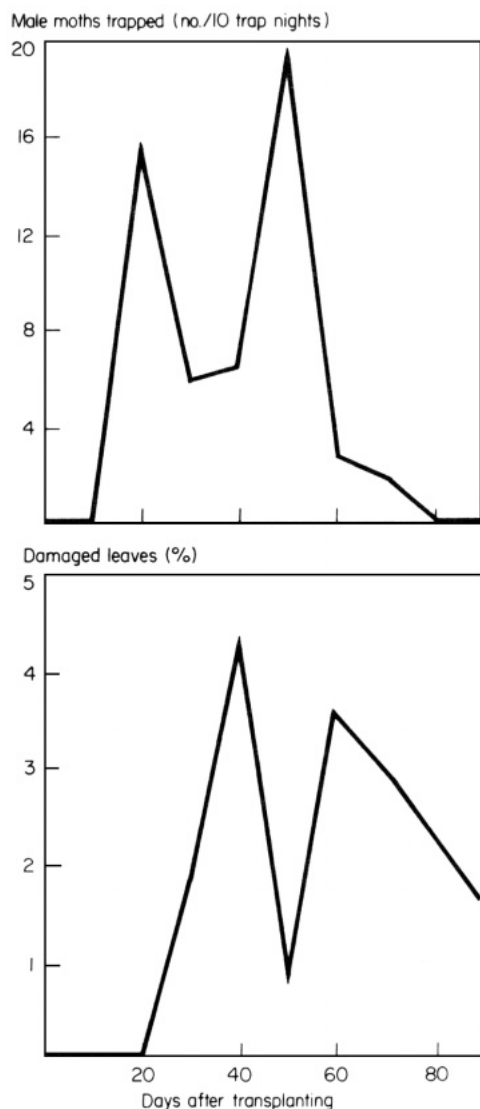 Male moths trapped (no./10 trap nights)
20
16
12
8
4
Damaged leaves (%)
5
4
3
2
1
20 40 60 80
Days after transplanting